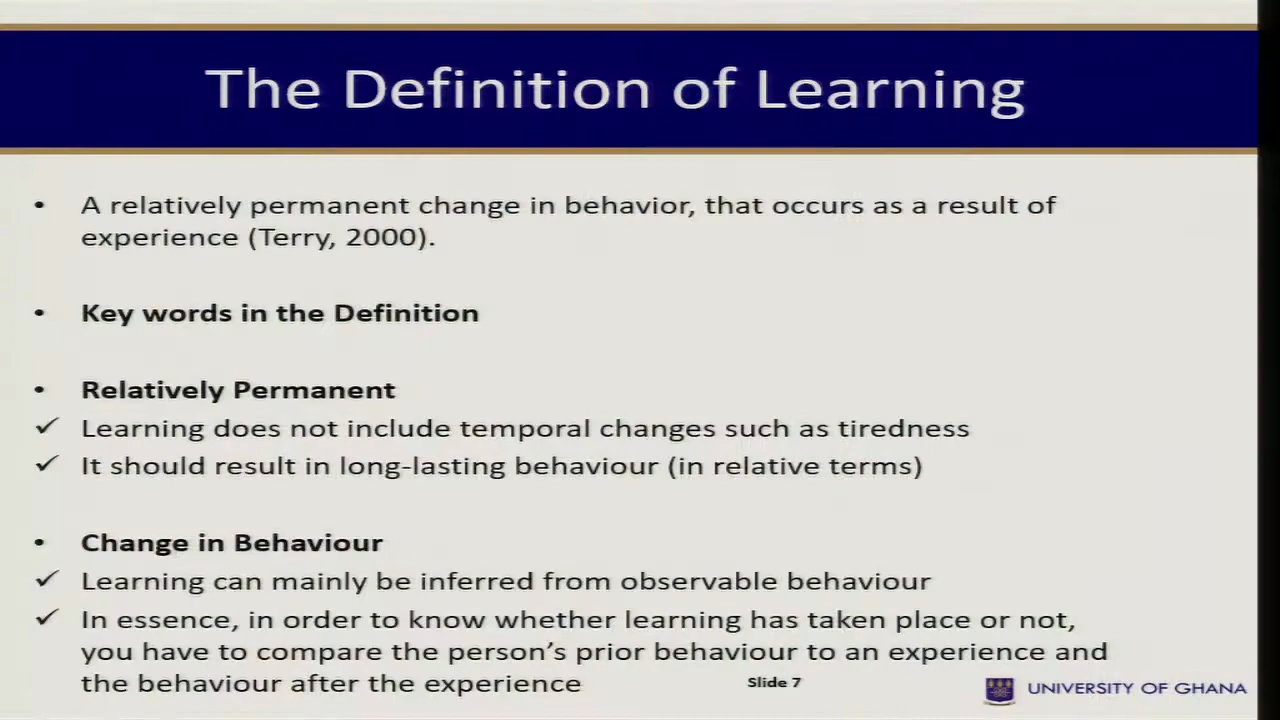 The Definition of Learning
• A relatively permanent change in behavior, that occurs as a result of
experience (Terry, 2000).
• Key words in the Definition
• Relatively Permanent
✓ Learning does not include temporal changes such as tiredness
✓ It should result in long-lasting behaviour (in relative terms)
• Change in Behaviour
✓ Learning can mainly be inferred from observable behaviour
✓ In essence, in order to know whether learning has taken place or not,
you have to compare the person’s prior behaviour to an experience and
the behaviour after the experience
Slide 7
UNIVERSITY OF GHANA